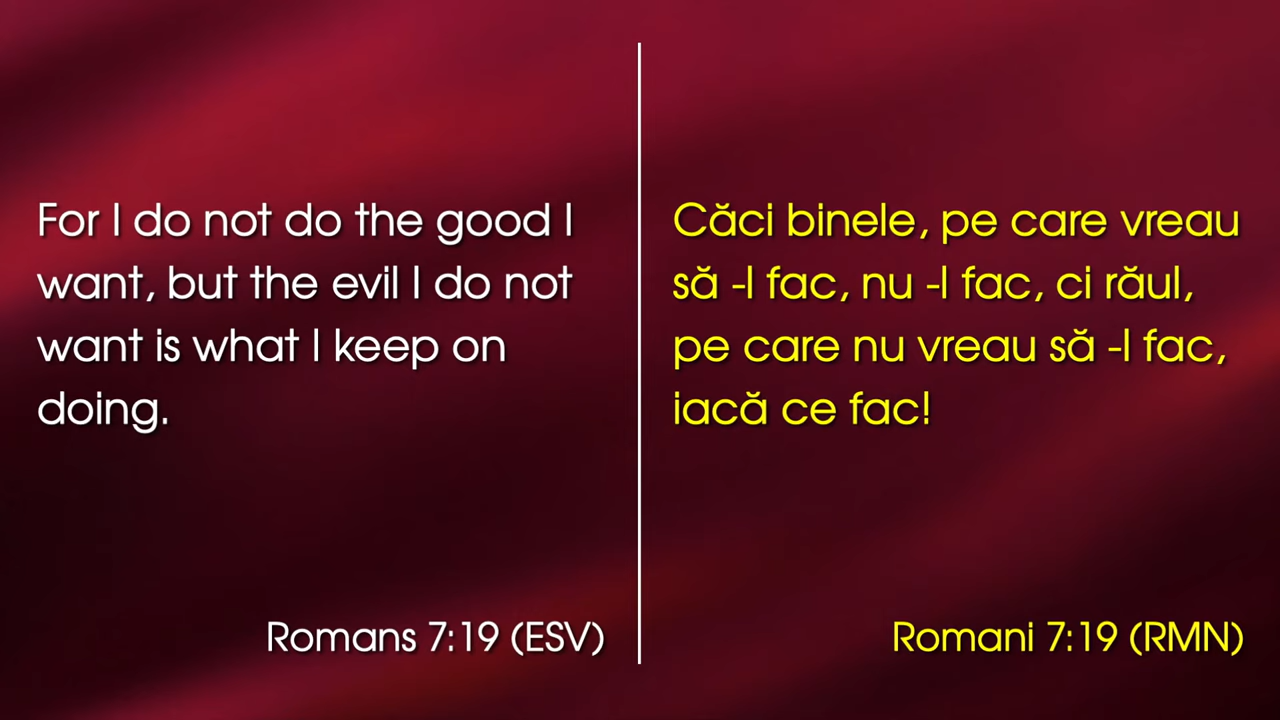 For I do not do the good I
want, but the evil I do not
want is what I keep on
doing.
Romans 7:19 (ESV)
Căci binele, pe care vreau
să -l fac, nu -l fac, ci răul,
pe care nu vreau să -l fac,
iacă ce fac!
Romani 7:19 (RMN)